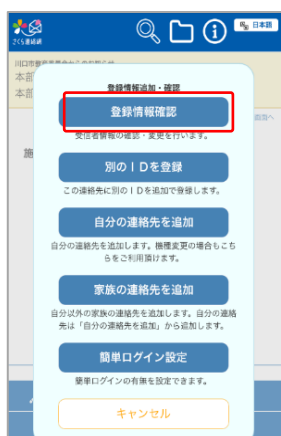 日本語
さくら連絡網
登録情報追加・確認
登録情報確認
受信者情報の確認・変更を行います。
別のIDを登録
この連絡先に別のIDを追加で登録します。
自分の連絡先を追加
自分の連絡先を追加します。機種変更の場合もこち
らをご利用頂けます。
家族の連絡先を追加
自分以外の家族の連絡先を追加します。自分の連絡
先は「自分の連絡先を追加」から追加します。
簡単ログイン設定
簡単ログインの有無を設定できます。
キャンセル